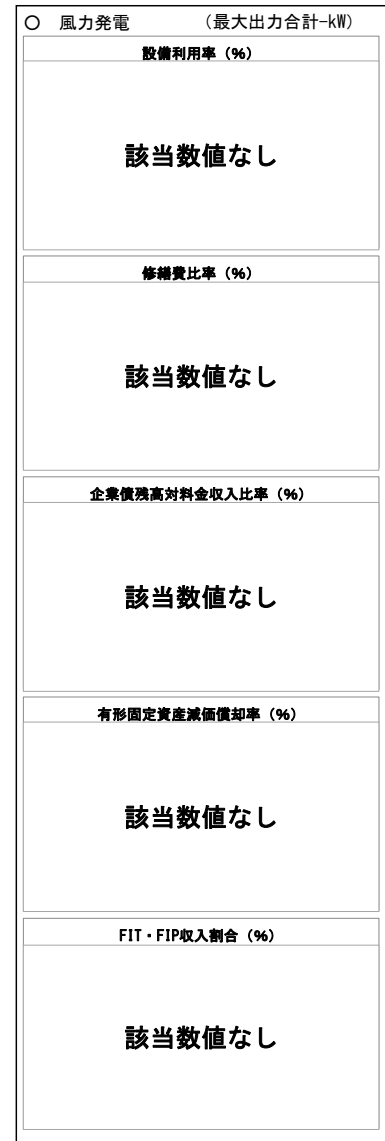 ○ 風力発電 （最大出力合計-kW）
設備利用率（%）
該当数値なし
修繕費比率（%）
該当数値なし
企業債残高対料金収入比率（%）
該当数値なし
有形固定資産減価償却率（%）
該当数値なし
FIT・FIP収入割合（%）
該当数値なし